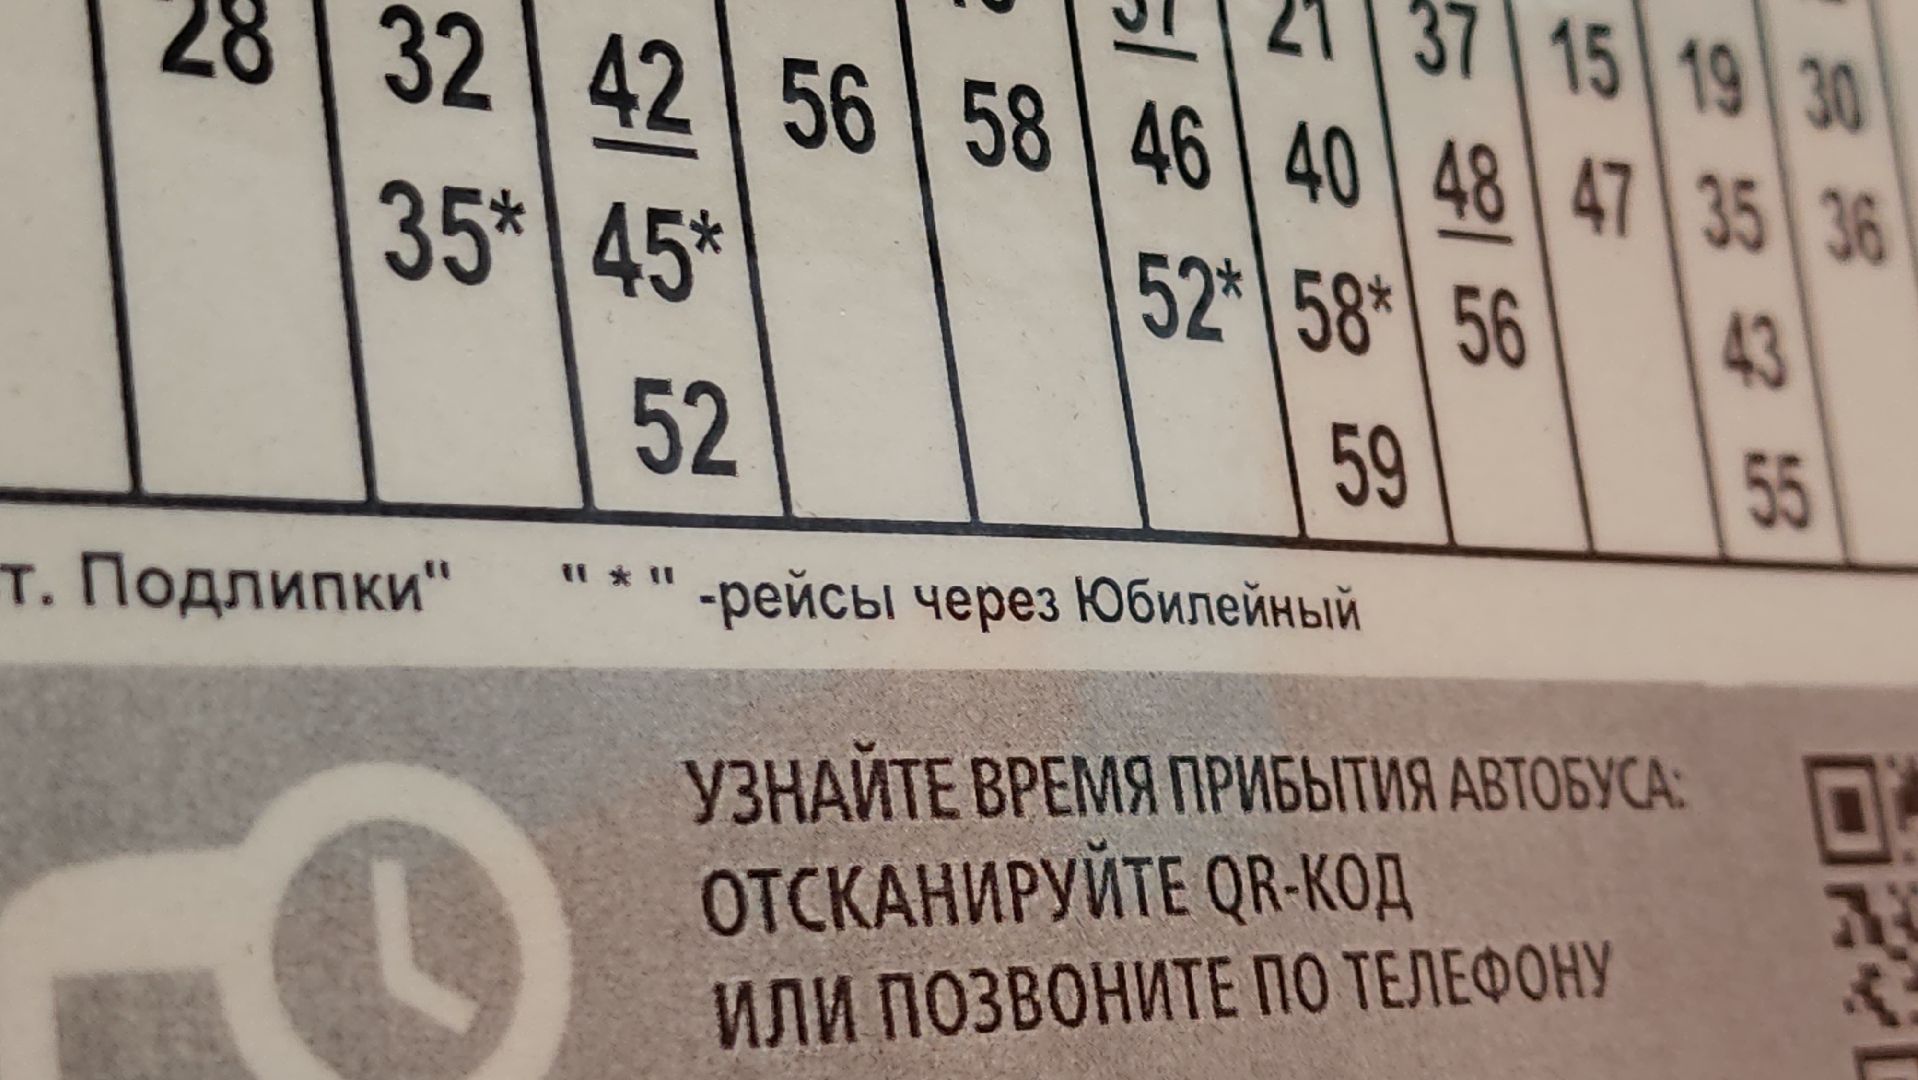 28 32 42 56 58 37 21 37 15 19 30
35* 45* 46 40 48 47 35 36
52 52* 58* 56 43
59 55
т. Подлипки" " * " -рейсы через Юбилейный
УЗНАЙТЕ ВРЕМЯ ПРИБЫТИЯ АВТОБУСА:
ОТСКАНИРУЙТЕ QR-КОД
ИЛИ ПОЗВОНИТЕ ПО ТЕЛЕФОНУ